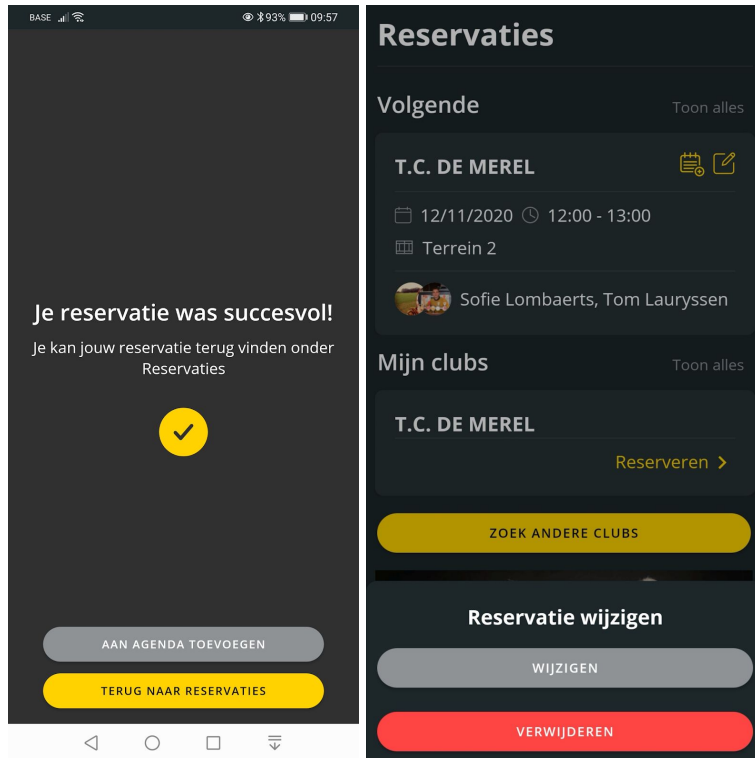 BASE 93% 09:57
Je reservatie was succesvol!
Je kan jouw reservatie terug vinden onder
Reservaties
AAN AGENDA TOEVOEGEN
TERUG NAAR RESERVATIES
Reservaties
Volgende Toon alles
T.C. DE MEREL
12/11/2020 12:00 - 13:00
Terrein 2
Sofie Lombaerts, Tom Lauryssen
Mijn clubs Toon alles
T.C. DE MEREL
Reserveren
ZOEK ANDERE CLUBS
Reservatie wijzigen
WIJZIGEN
VERWIJDEREN